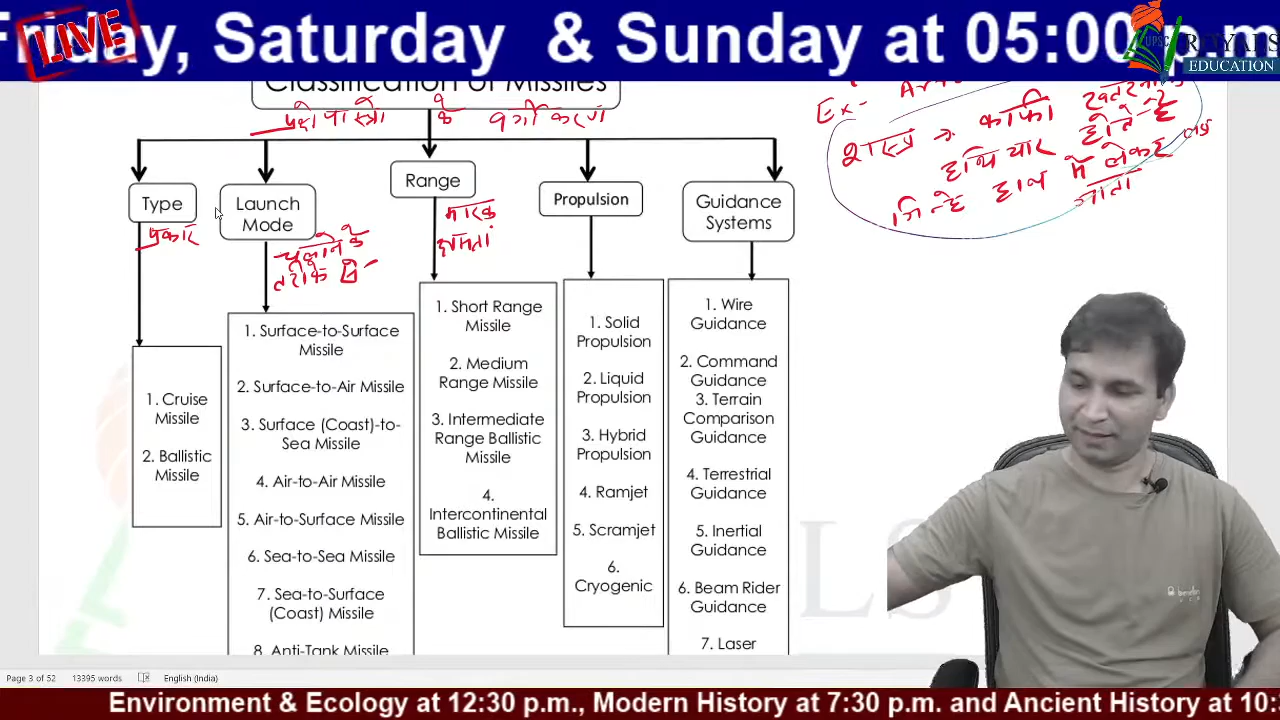 Friday, Saturday & Sunday at 05:00 p.m
LIVE
UPSC ROYALS
EDUCATION
Classification of Missiles
के वर्गीकरण
Ex-
शस्त्र → काफी
हथियार होते है
जिन्हे हाथ में लेकर
जाता
Type
प्रकार
Launch
Mode
चलाने के
Range
मारक
क्षमता
Propulsion
Guidance
Systems
1. Cruise
Missile
2. Ballistic
Missile
1. Surface-to-Surface
Missile
2. Surface-to-Air Missile
3. Surface (Coast)-to-
Sea Missile
4. Air-to-Air Missile
5. Air-to-Surface Missile
6. Sea-to-Sea Missile
7. Sea-to-Surface
(Coast) Missile
8. Anti-Tank Missile
1. Short Range
Missile
2. Medium
Range Missile
3. Intermediate
Range Ballistic
Missile
4.
Intercontinental
Ballistic Missile
1. Solid
Propulsion
2. Liquid
Propulsion
3. Hybrid
Propulsion
4. Ramjet
5. Scramjet
6.
Cryogenic
1. Wire
Guidance
2. Command
Guidance
3. Terrain
Comparison
Guidance
4. Terrestrial
Guidance
5. Inertial
Guidance
6. Beam Rider
Guidance
7. Laser
Page 3 of 52 13395 words English (India)
Environment & Ecology at 12:30 p.m., Modern History at 7:30 p.m. and Ancient History at 10: